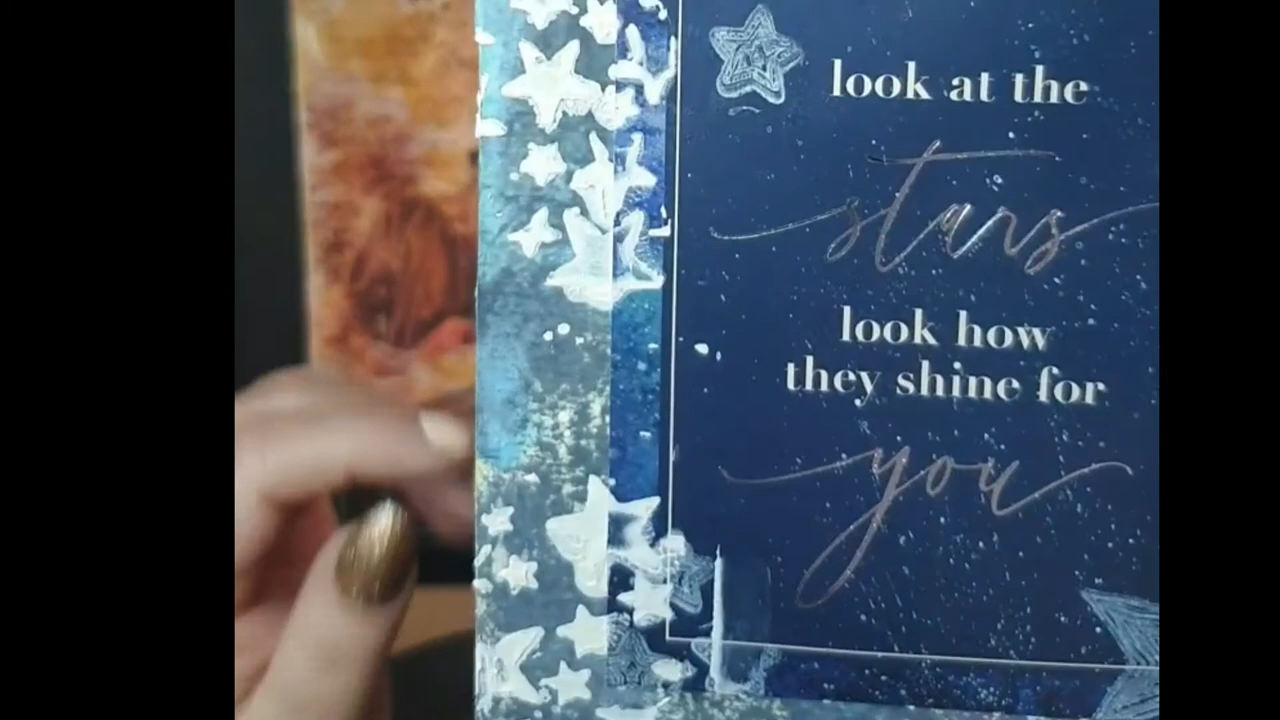 look at the
stars
look how
they shine for
you